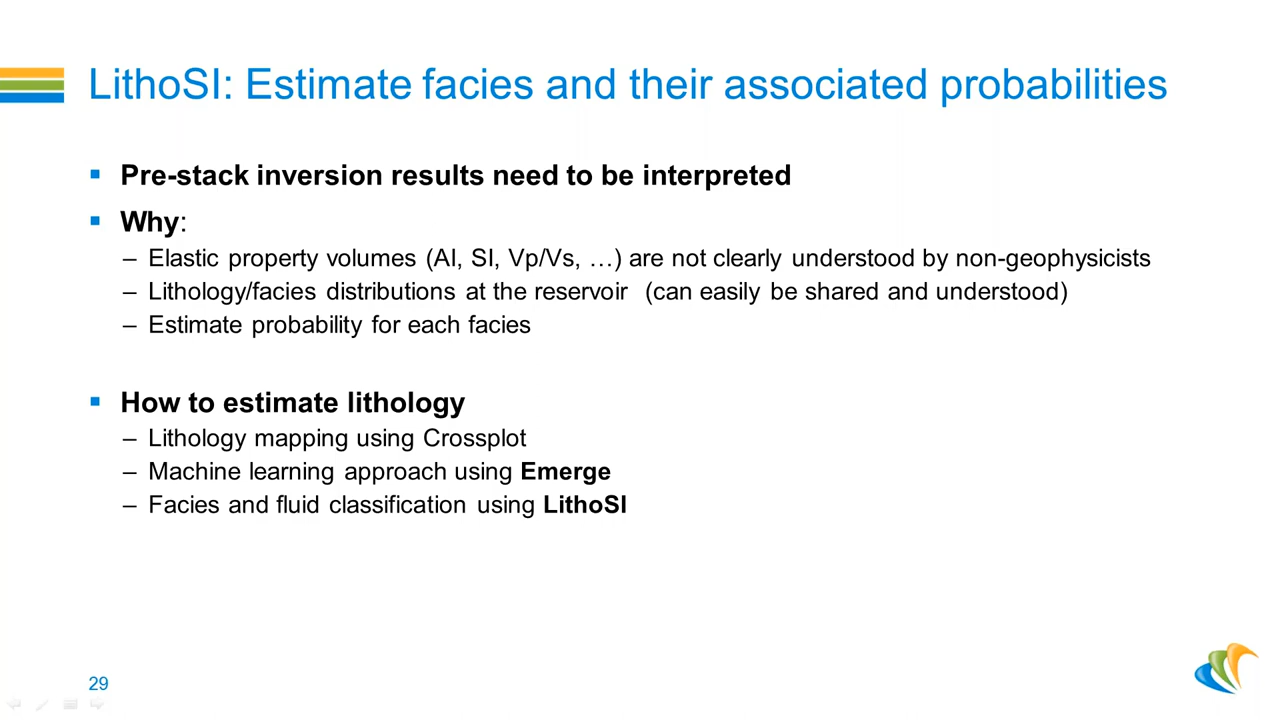 LithoSI: Estimate facies and their associated probabilities
▪ Pre-stack inversion results need to be interpreted
▪ Why:
– Elastic property volumes (AI, SI, Vp/Vs, …) are not clearly understood by non-geophysicists
– Lithology/facies distributions at the reservoir (can easily be shared and understood)
– Estimate probability for each facies
▪ How to estimate lithology
– Lithology mapping using Crossplot
– Machine learning approach using Emerge
– Facies and fluid classification using LithoSI
29